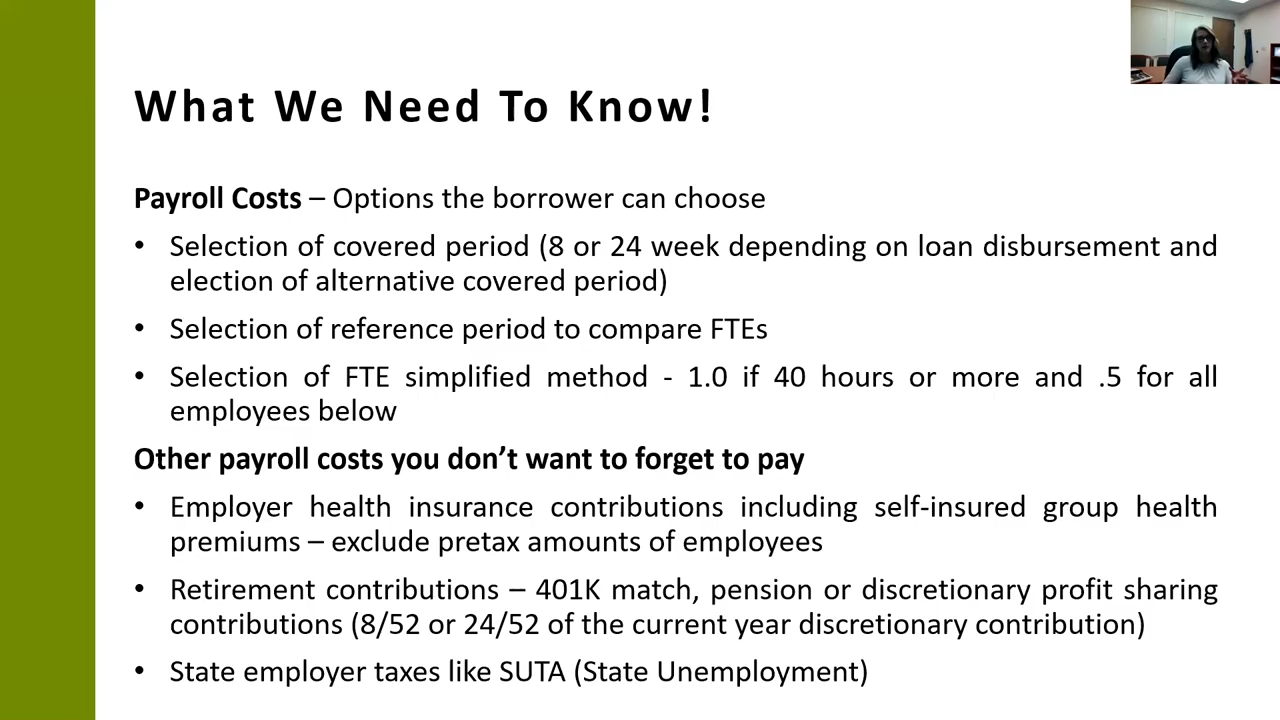 What We Need To Know!
Payroll Costs – Options the borrower can choose
• Selection of covered period (8 or 24 week depending on loan disbursement and
election of alternative covered period)
• Selection of reference period to compare FTEs
• Selection of FTE simplified method - 1.0 if 40 hours or more and .5 for all
employees below
Other payroll costs you don’t want to forget to pay
• Employer health insurance contributions including self-insured group health
premiums – exclude pretax amounts of employees
• Retirement contributions – 401K match, pension or discretionary profit sharing
contributions (8/52 or 24/52 of the current year discretionary contribution)
• State employer taxes like SUTA (State Unemployment)